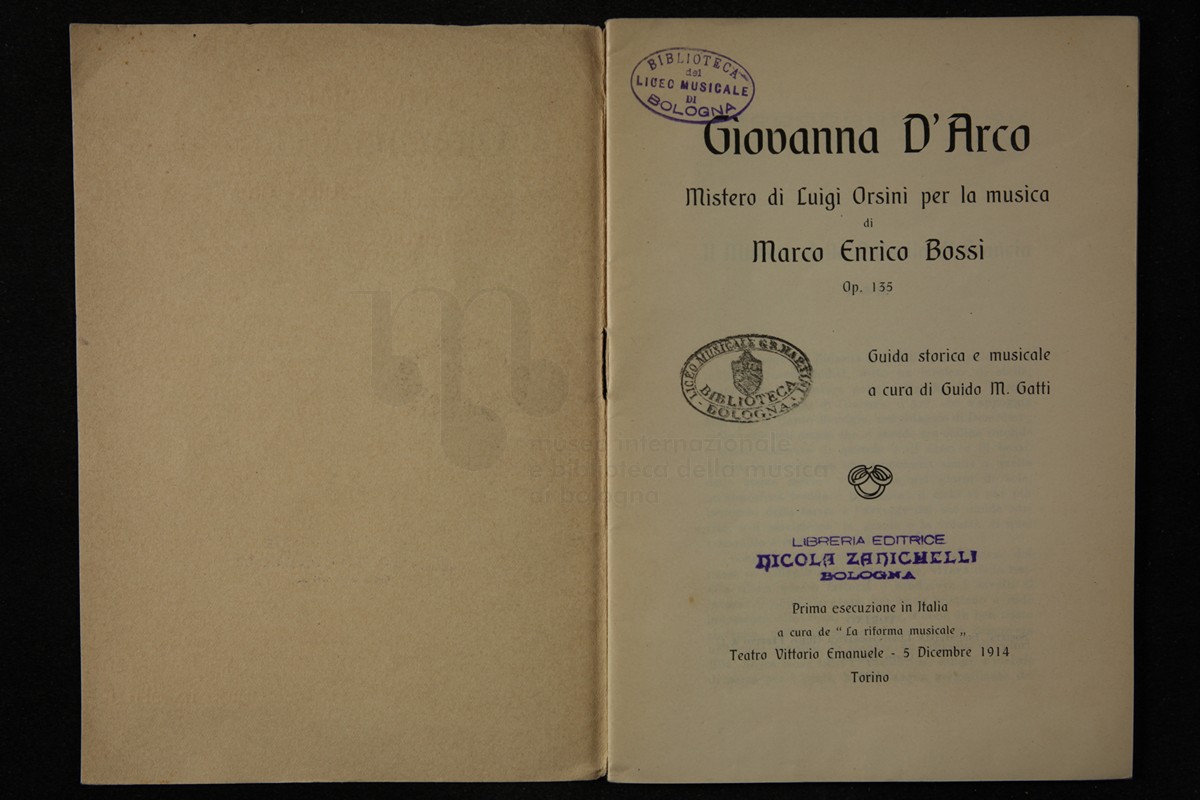 BIBLIOTECA
del
LICEO MUSICALE
DI
BOLOGNA
Giovanna D'Arco
Mistero di Luigi Orsini per la musica
di
Marco Enrico Bossi
Op. 135
Guida storica e musicale
a cura di Guido M. Gatti
LICEO MUSICALE G.B. MARTINI
BIBLIOTECA
- BOLOGNA -
museo internazionale
e biblioteca della musica
di bologna
LIBRERIA EDITRICE
NICOLA ZANICHELLI
BOLOGNA
Prima esecuzione in Italia
a cura de “ La riforma musicale „
Teatro Vittorio Emanuele - 5 Dicembre 1914
Torino